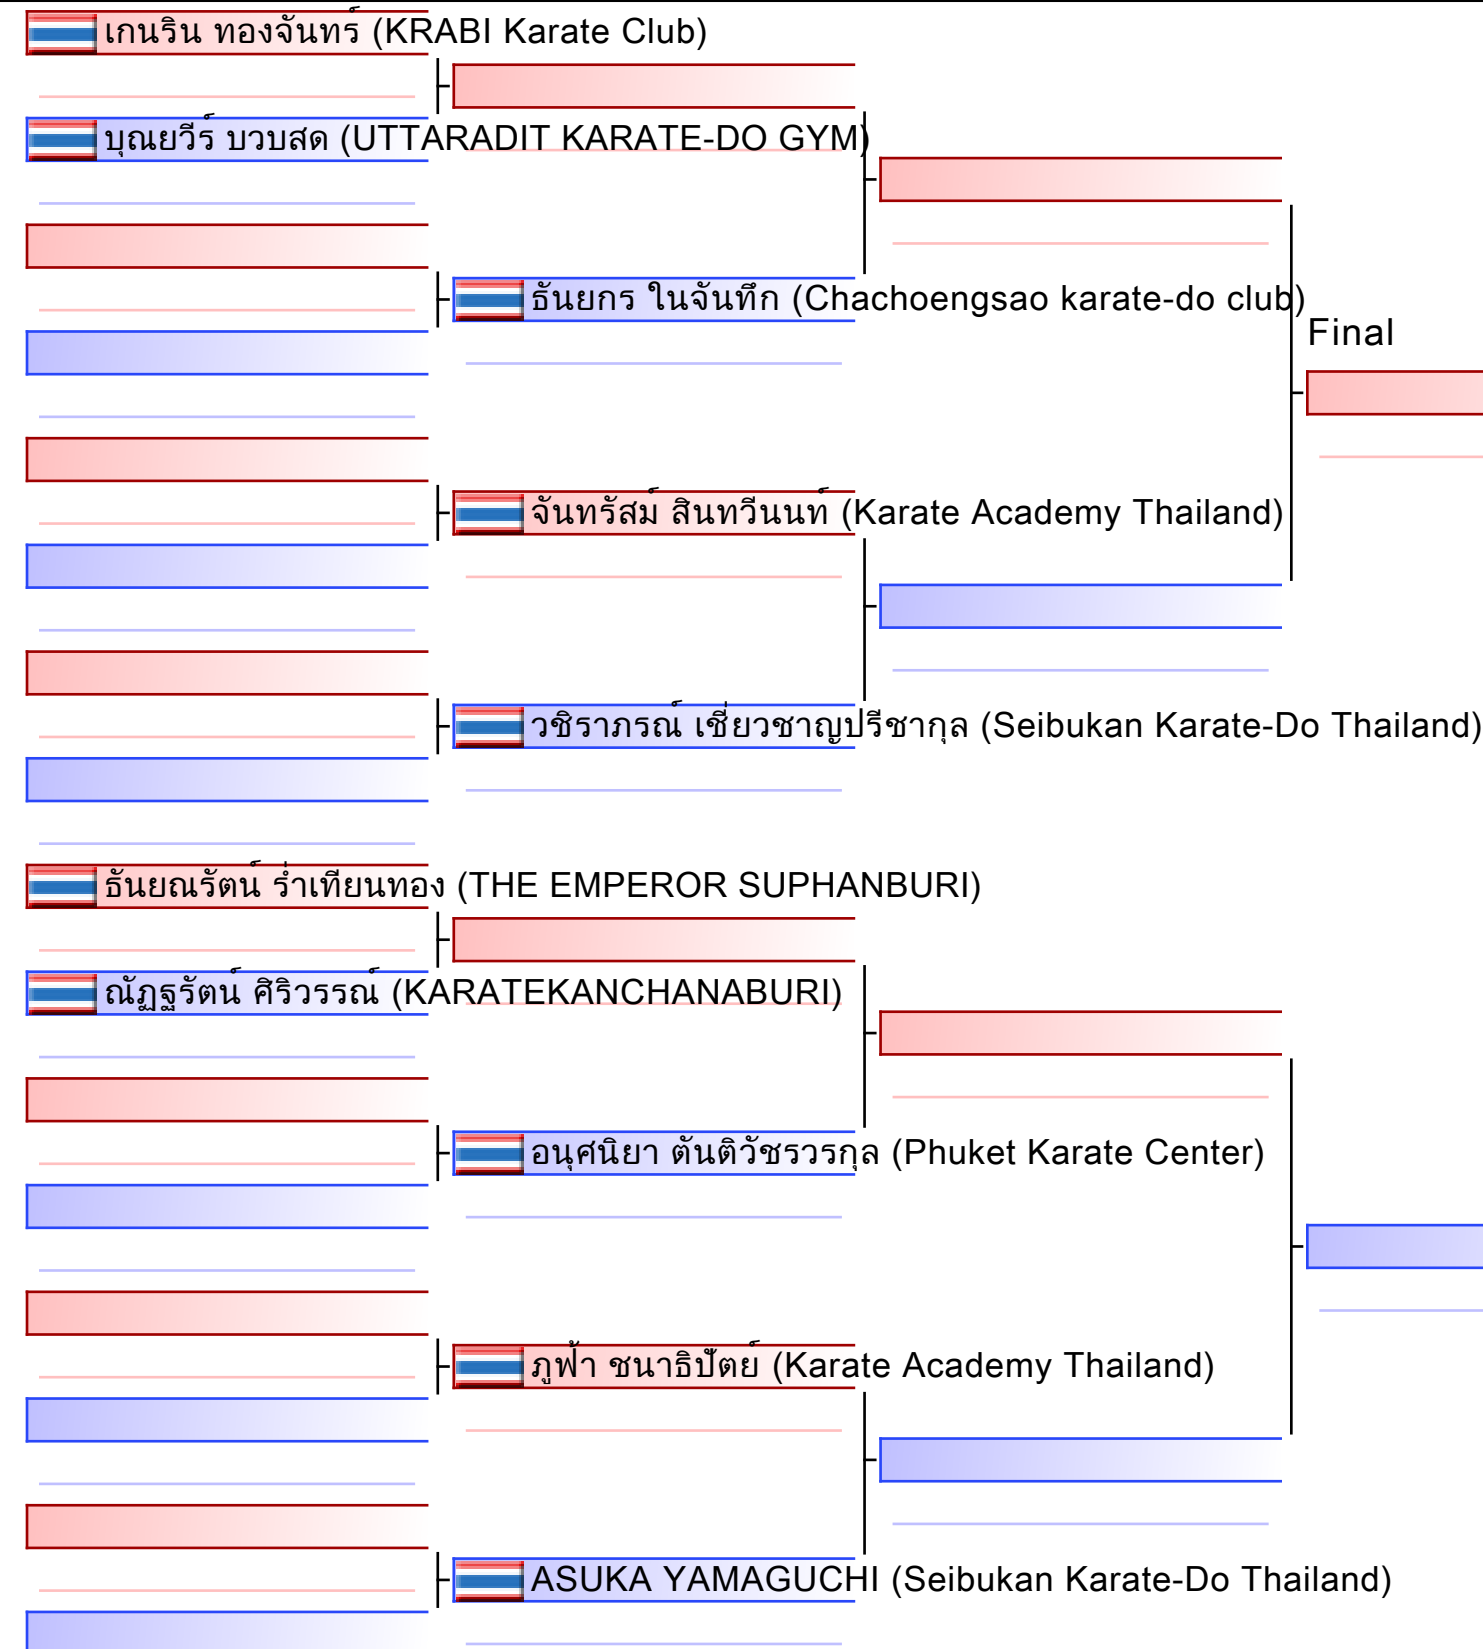 เกนริน ทองจันทร์ (KRABI Karate Club)
บุณยวีร์ บวบสด (UTTARADIT KARATE-DO GYM)
ธันยกร ในจันทึก (Chachoengsao karate-do club)
Final
จันทรัสม์ สินทวีนนท์ (Karate Academy Thailand)
วชิราภรณ์ เชี่ยวชาญปรีชากุล (Seibukan Karate-Do Thailand)
ธันยณรัตน์ ร่ำเทียนทอง (THE EMPEROR SUPHANBURI)
ณัฏฐรัตน์ ศิริวรรณ์ (KARATEKANCHANABURI)
อนุศนิยา ตันติวัชรวรกุล (Phuket Karate Center)
ภูฟ้า ชนาธิปัตย์ (Karate Academy Thailand)
ASUKA YAMAGUCHI (Seibukan Karate-Do Thailand)